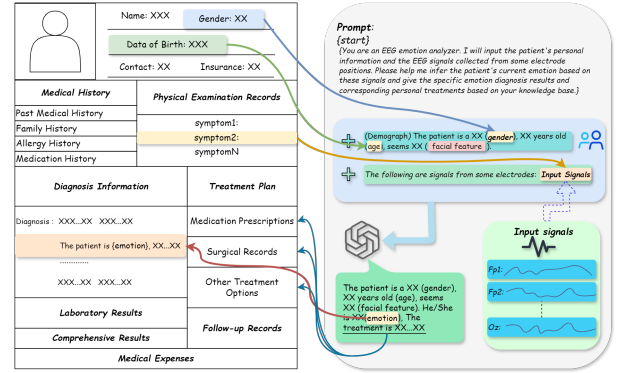 Name: XXX
Gender: XX
Data of Birth: XXX
Contact: XX
Insurance: XX
Medical History
Past Medical History
Family History
Allergy History
Medication History
Physical Examination Records
symptom1:
symptom2:
symptomN
Diagnosis Information
Diagnosis : XXX...XX XXX...XX
The patient is {emotion}, XX...XX
..............
XXX...XX XXX...XX
Laboratory Results
Comprehensive Results
Treatment Plan
Medication Prescriptions
Surgical Records
Other Treatment
Options
Follow-up Records
Medical Expenses
Prompt:
{start}
{You are an EEG emotion analyzer. I will input the patient's personal
information and the EEG signals collected from some electrode
positions. Please help me infer the patient's current emotion based on
these signals and give the specific emotion diagnosis results and
corresponding personal treatments based on your knowledge base.}
(Demograph) The patient is a XX (gender), XX years old
(age), seems XX ( facial feature ).
The following are signals from some electrodes: Input Signals
Input signals
Fp1:
Fp2:
Oz:
The patient is a XX (gender),
XX years old (age), seems
XX (facial feature). He/She
is XX(emotion), The
treatment is XX...XX